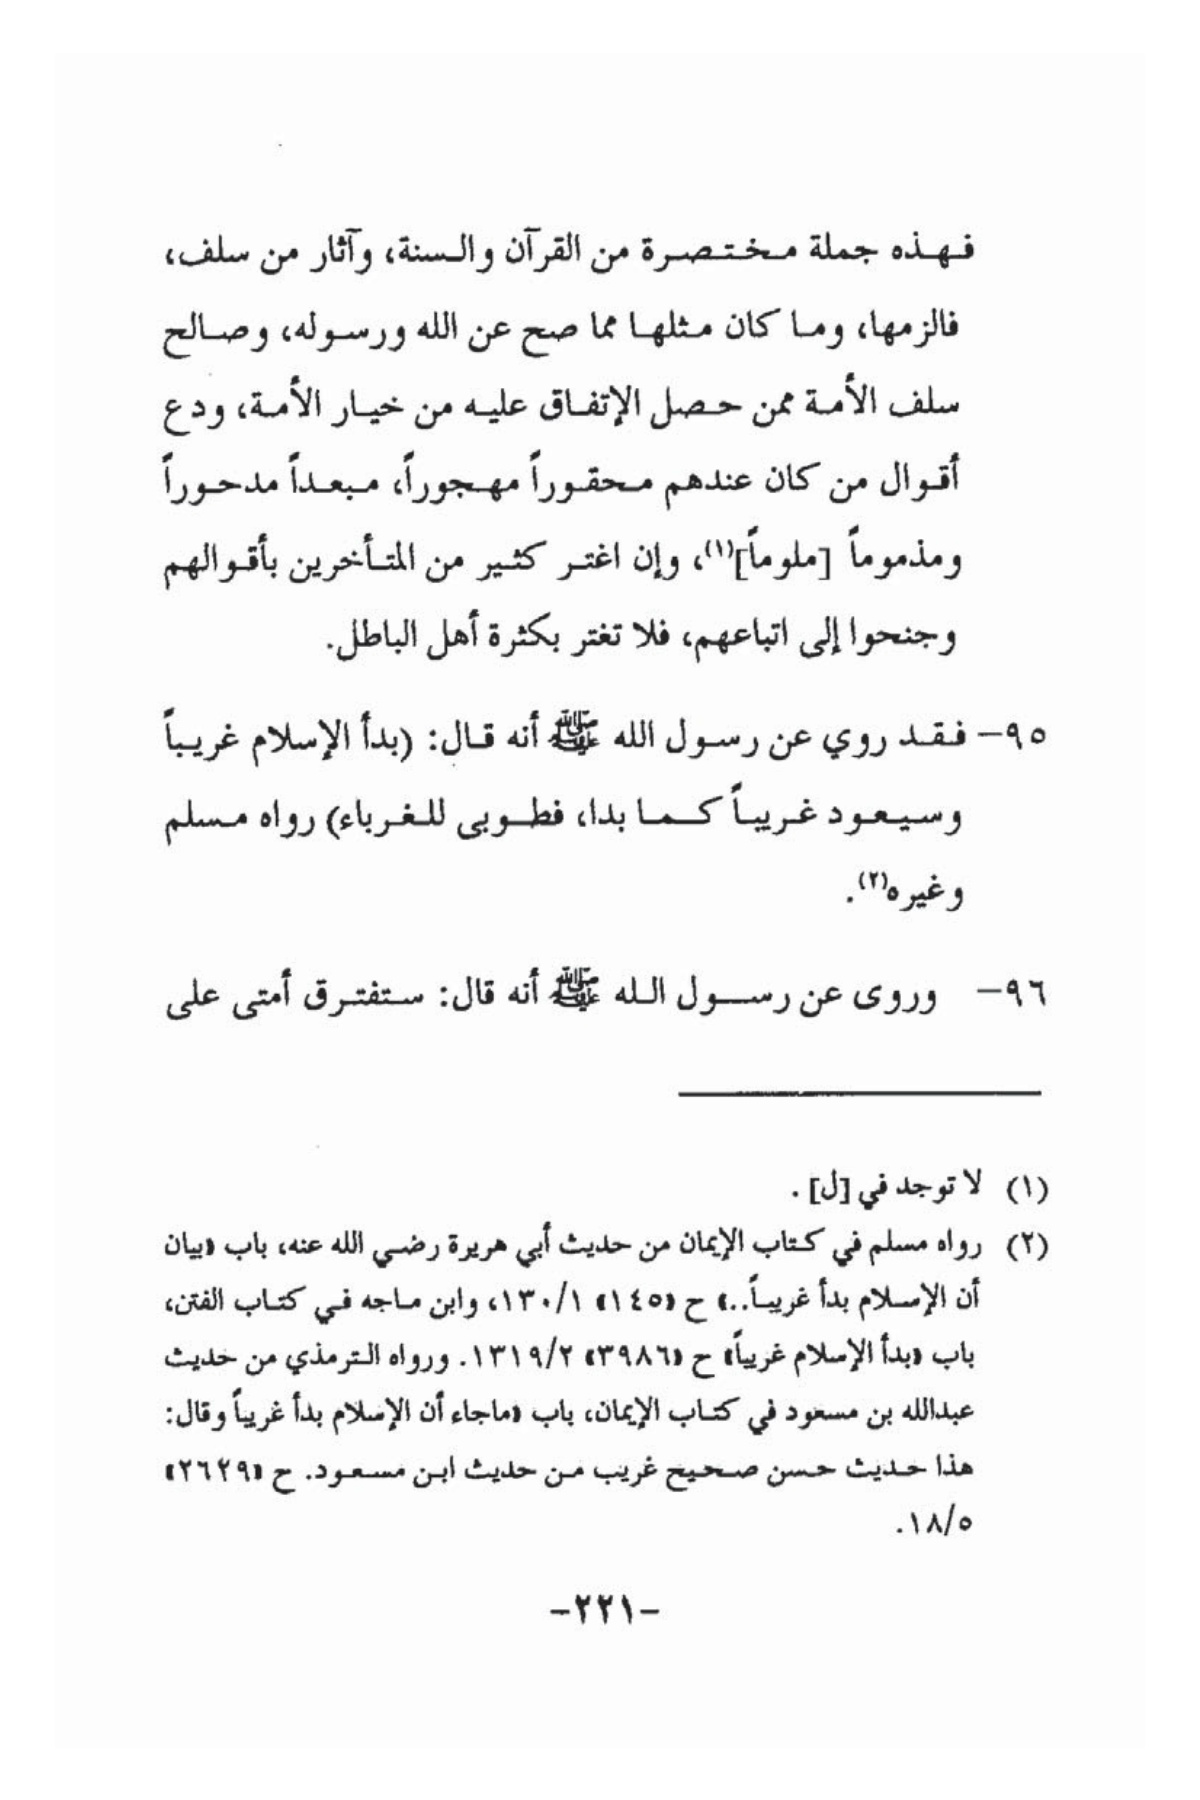 فهذه جملة مختصرة من القرآن والسنة، وآثار من سلف،
فالزمها، وما كان مثلها مما صح عن الله ورسوله، وصالح
سلف الأمة ممن حصل الإتفاق عليه من خيار الأمة، ودع
أقوال من كان عندهم محقوراً مهجوراً، مبعداً مدحوراً
ومذموماً [ملوماً](١)، وإن اغتر كثير من المتأخرين بأقوالهم
وجنحوا إلى اتباعهم، فلا تغتر بكثرة أهل الباطل.
٩٥- فقد روي عن رسول الله ﷺ أنه قال: (بدأ الإسلام غريباً
وسيعود غريباً كما بدا، فطوبى للغرباء) رواه مسلم
وغيره(٢).
٩٦- وروى عن رسول الله ﷺ أنه قال: ستفترق أمتى على
(١) لا توجد في [ل] .
(٢) رواه مسلم في كتاب الإيمان من حديث أبي هريرة رضي الله عنه، باب «بيان
أن الإسلام بدأ غريباً..» ح «١٤٥» ١٣٠/١، وابن ماجه في كتاب الفتن،
باب «بدأ الإسلام غريباً» ح «٣٩٨٦» ١٣١٩/٢. ورواه الترمذي من حديث
عبدالله بن مسعود في كتاب الإيمان، باب «ماجاء أن الإسلام بدأ غريباً وقال:
هذا حديث حسن صحيح غريب من حديث ابن مسعود. ح «٢٦٢٩»
١٨/٥.
-٢٢١-